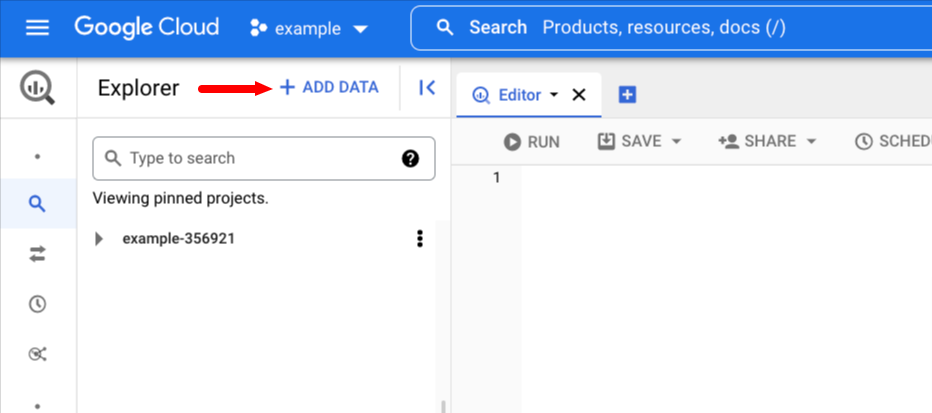 Google Cloud example Search Products, resources, docs (/)
Explorer + ADD DATA Editor
RUN SAVE SHARE SCHED
Type to search ?
1
Viewing pinned projects.
example-356921